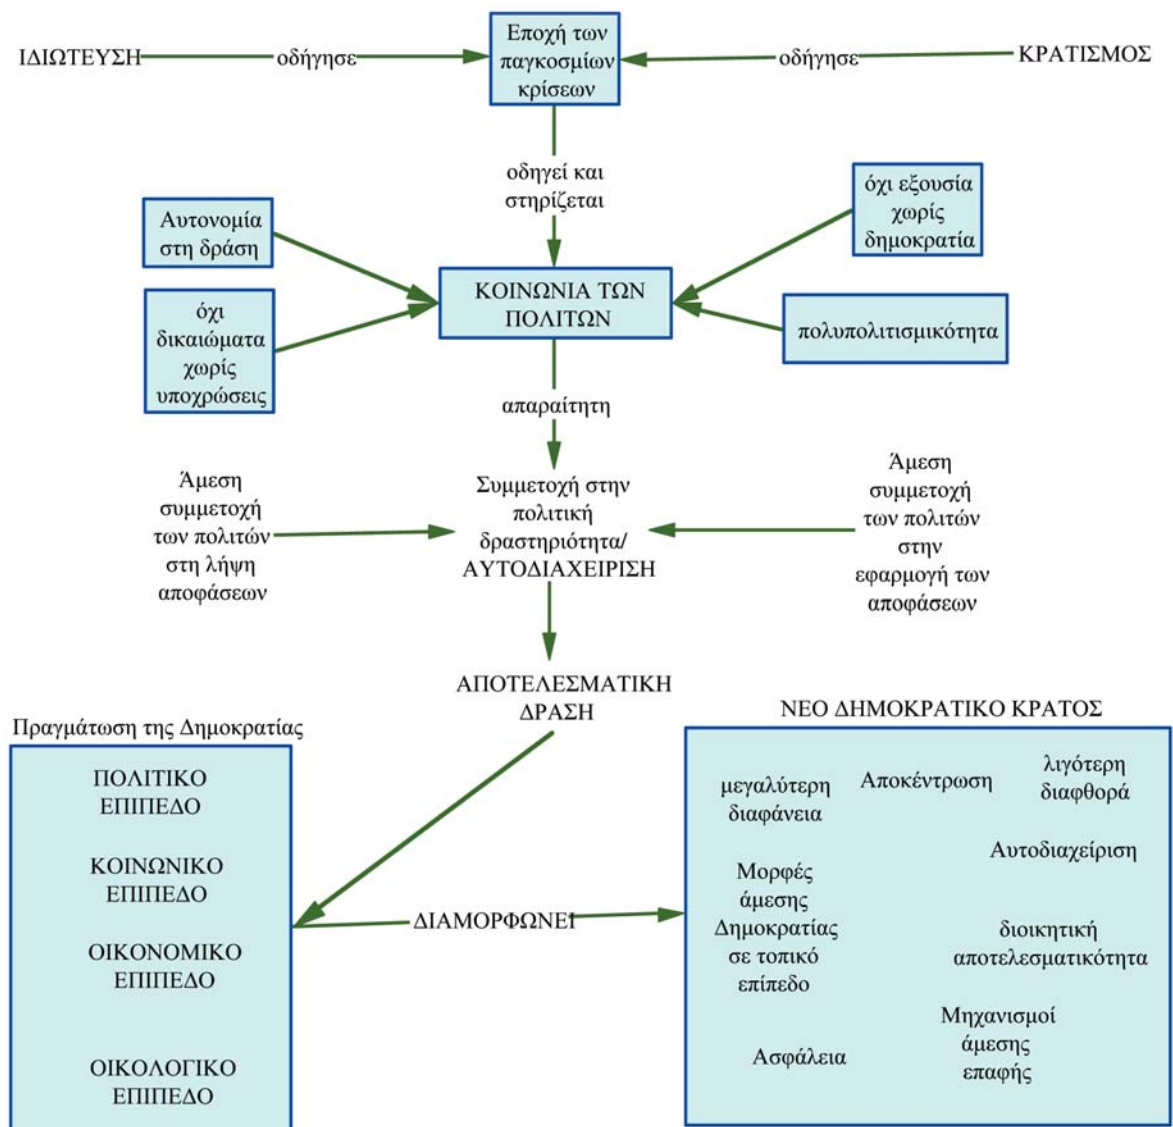 ΙΔΙΩΤΕΥΣΗ
οδήγησε
Εποχή των
παγκοσμίων
κρίσεων
οδήγησε
ΚΡΑΤΙΣΜΟΣ
οδηγεί και
στηρίζεται
Αυτονομία
στη δράση
όχι εξουσία
χωρίς
δημοκρατία
ΚΟΙΝΩΝΙΑ ΤΩΝ
ΠΟΛΙΤΩΝ
όχι
δικαιώματα
χωρίς
υποχρώσεις
πολυπολιτισμικότητα
απαραίτητη
Άμεση
συμμετοχή
των πολιτών
στη λήψη
αποφάσεων
Συμμετοχή στην
πολιτική
δραστηριότητα/
ΑΥΤΟΔΙΑΧΕΙΡΙΣΗ
Άμεση
συμμετοχή
των πολιτών
στην
εφαρμογή των
αποφάσεων
ΑΠΟΤΕΛΕΣΜΑΤΙΚΗ
ΔΡΑΣΗ
Πραγμάτωση της Δημοκρατίας
ΠΟΛΙΤΙΚΟ
ΕΠΙΠΕΔΟ
ΚΟΙΝΩΝΙΚΟ
ΕΠΙΠΕΔΟ
ΟΙΚΟΝΟΜΙΚΟ
ΕΠΙΠΕΔΟ
ΟΙΚΟΛΟΓΙΚΟ
ΕΠΙΠΕΔΟ
ΔΙΑΜΟΡΦΩΝΕΙ
ΝΕΟ ΔΗΜΟΚΡΑΤΙΚΟ ΚΡΑΤΟΣ
μεγαλύτερη
διαφάνεια
Αποκέντρωση
λιγότερη
διαφθορά
Αυτοδιαχείριση
Μορφές
άμεσης
Δημοκρατίας
σε τοπικό
επίπεδο
διοικητική
αποτελεσματικότητα
Ασφάλεια
Μηχανισμοί
άμεσης
επαφής